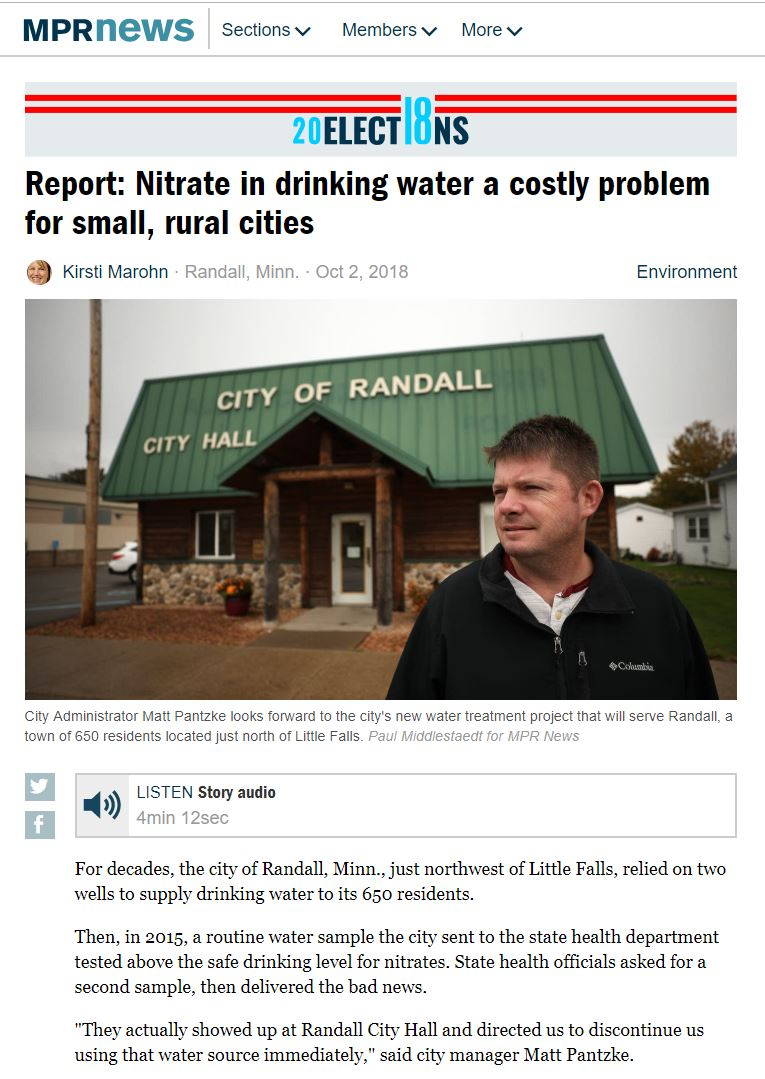 MPRnews Sections Members More
20ELECT18NS
Report: Nitrate in drinking water a costly problem
for small, rural cities
Kirsti Marohn · Randall, Minn. · Oct 2, 2018 Environment
CITY OF RANDALL
CITY HALL
Columbia
City Administrator Matt Pantzke looks forward to the city's new water treatment project that will serve Randall, a
town of 650 residents located just north of Little Falls. Paul Middlestaedt for MPR News
LISTEN Story audio
4min 12sec
For decades, the city of Randall, Minn., just northwest of Little Falls, relied on two
wells to supply drinking water to its 650 residents.
Then, in 2015, a routine water sample the city sent to the state health department
tested above the safe drinking level for nitrates. State health officials asked for a
second sample, then delivered the bad news.
"They actually showed up at Randall City Hall and directed us to discontinue us
using that water source immediately," said city manager Matt Pantzke.